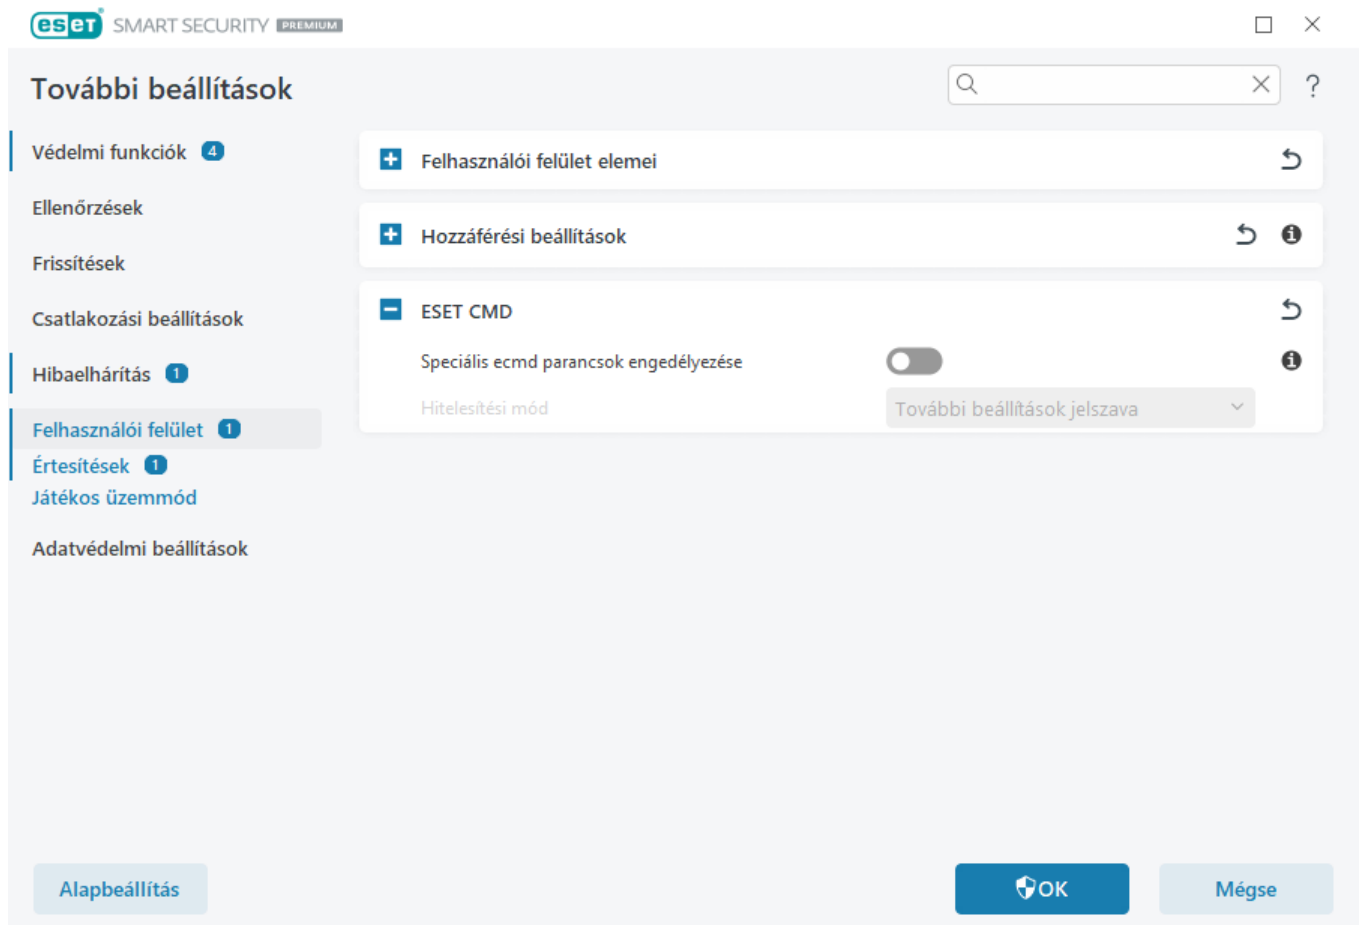 eset SMART SECURITY PREMIUM
További beállítások
?
Védelmi funkciók 4
Ellenőrzések
Frissítések
Csatlakozási beállítások
Hibaelhárítás 1
Felhasználói felület 1
Értesítések 1
Játékos üzemmód
Adatvédelmi beállítások
Felhasználói felület elemei
Hozzáférési beállítások
ESET CMD
Speciális ecmd parancsok engedélyezése
Hitelesítési mód További beállítások jelszava
Alapbeállítás
OK
Mégse